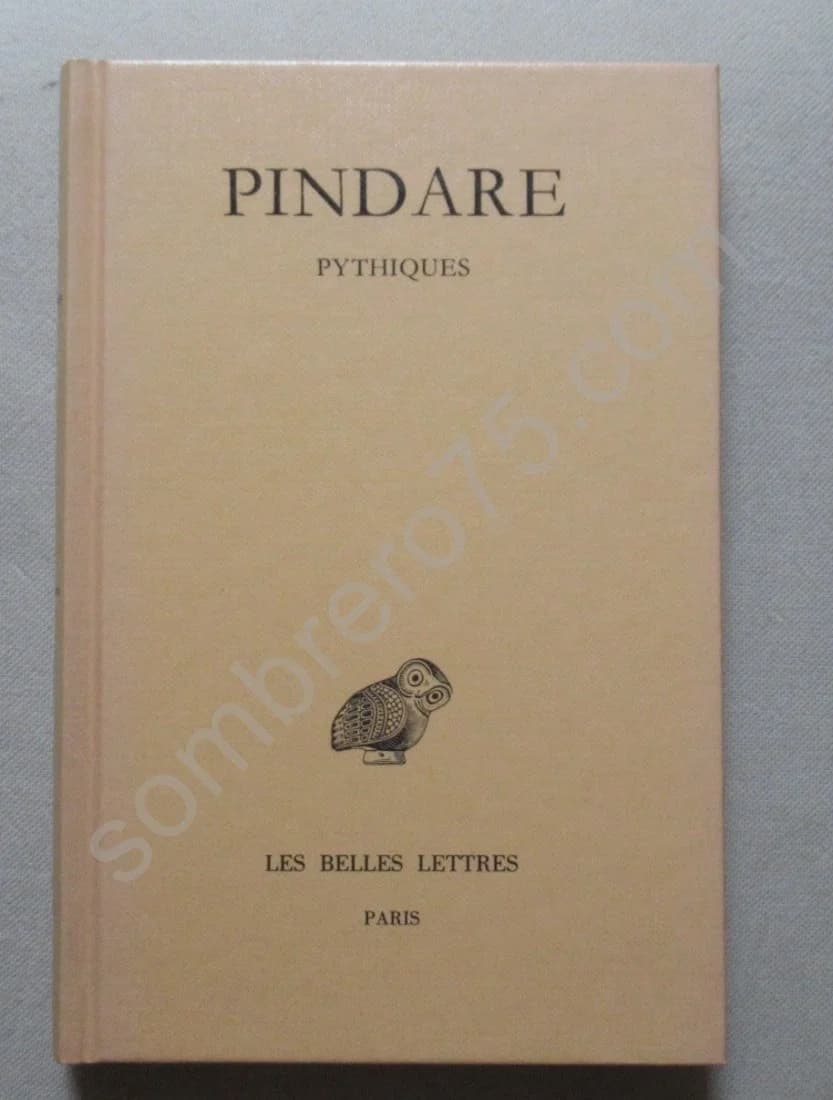 PINDARE
PYTHIQUES
sombrero75.com
LES BELLES LETTRES
PARIS